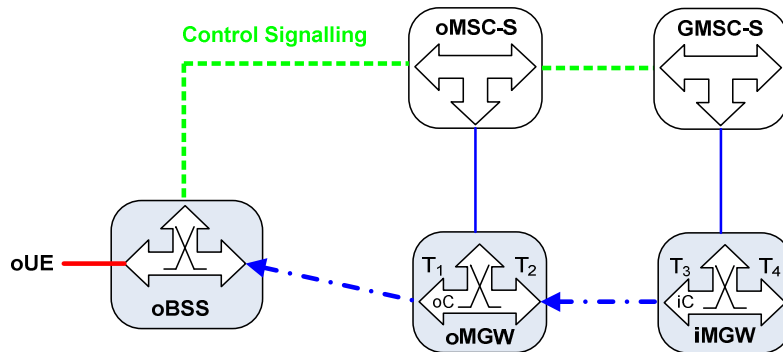 Control Signalling
oMSC-S
GMSC-S
oUE
oBSS
T1
T2
oC
oMGW
T3
T4
iC
iMGW